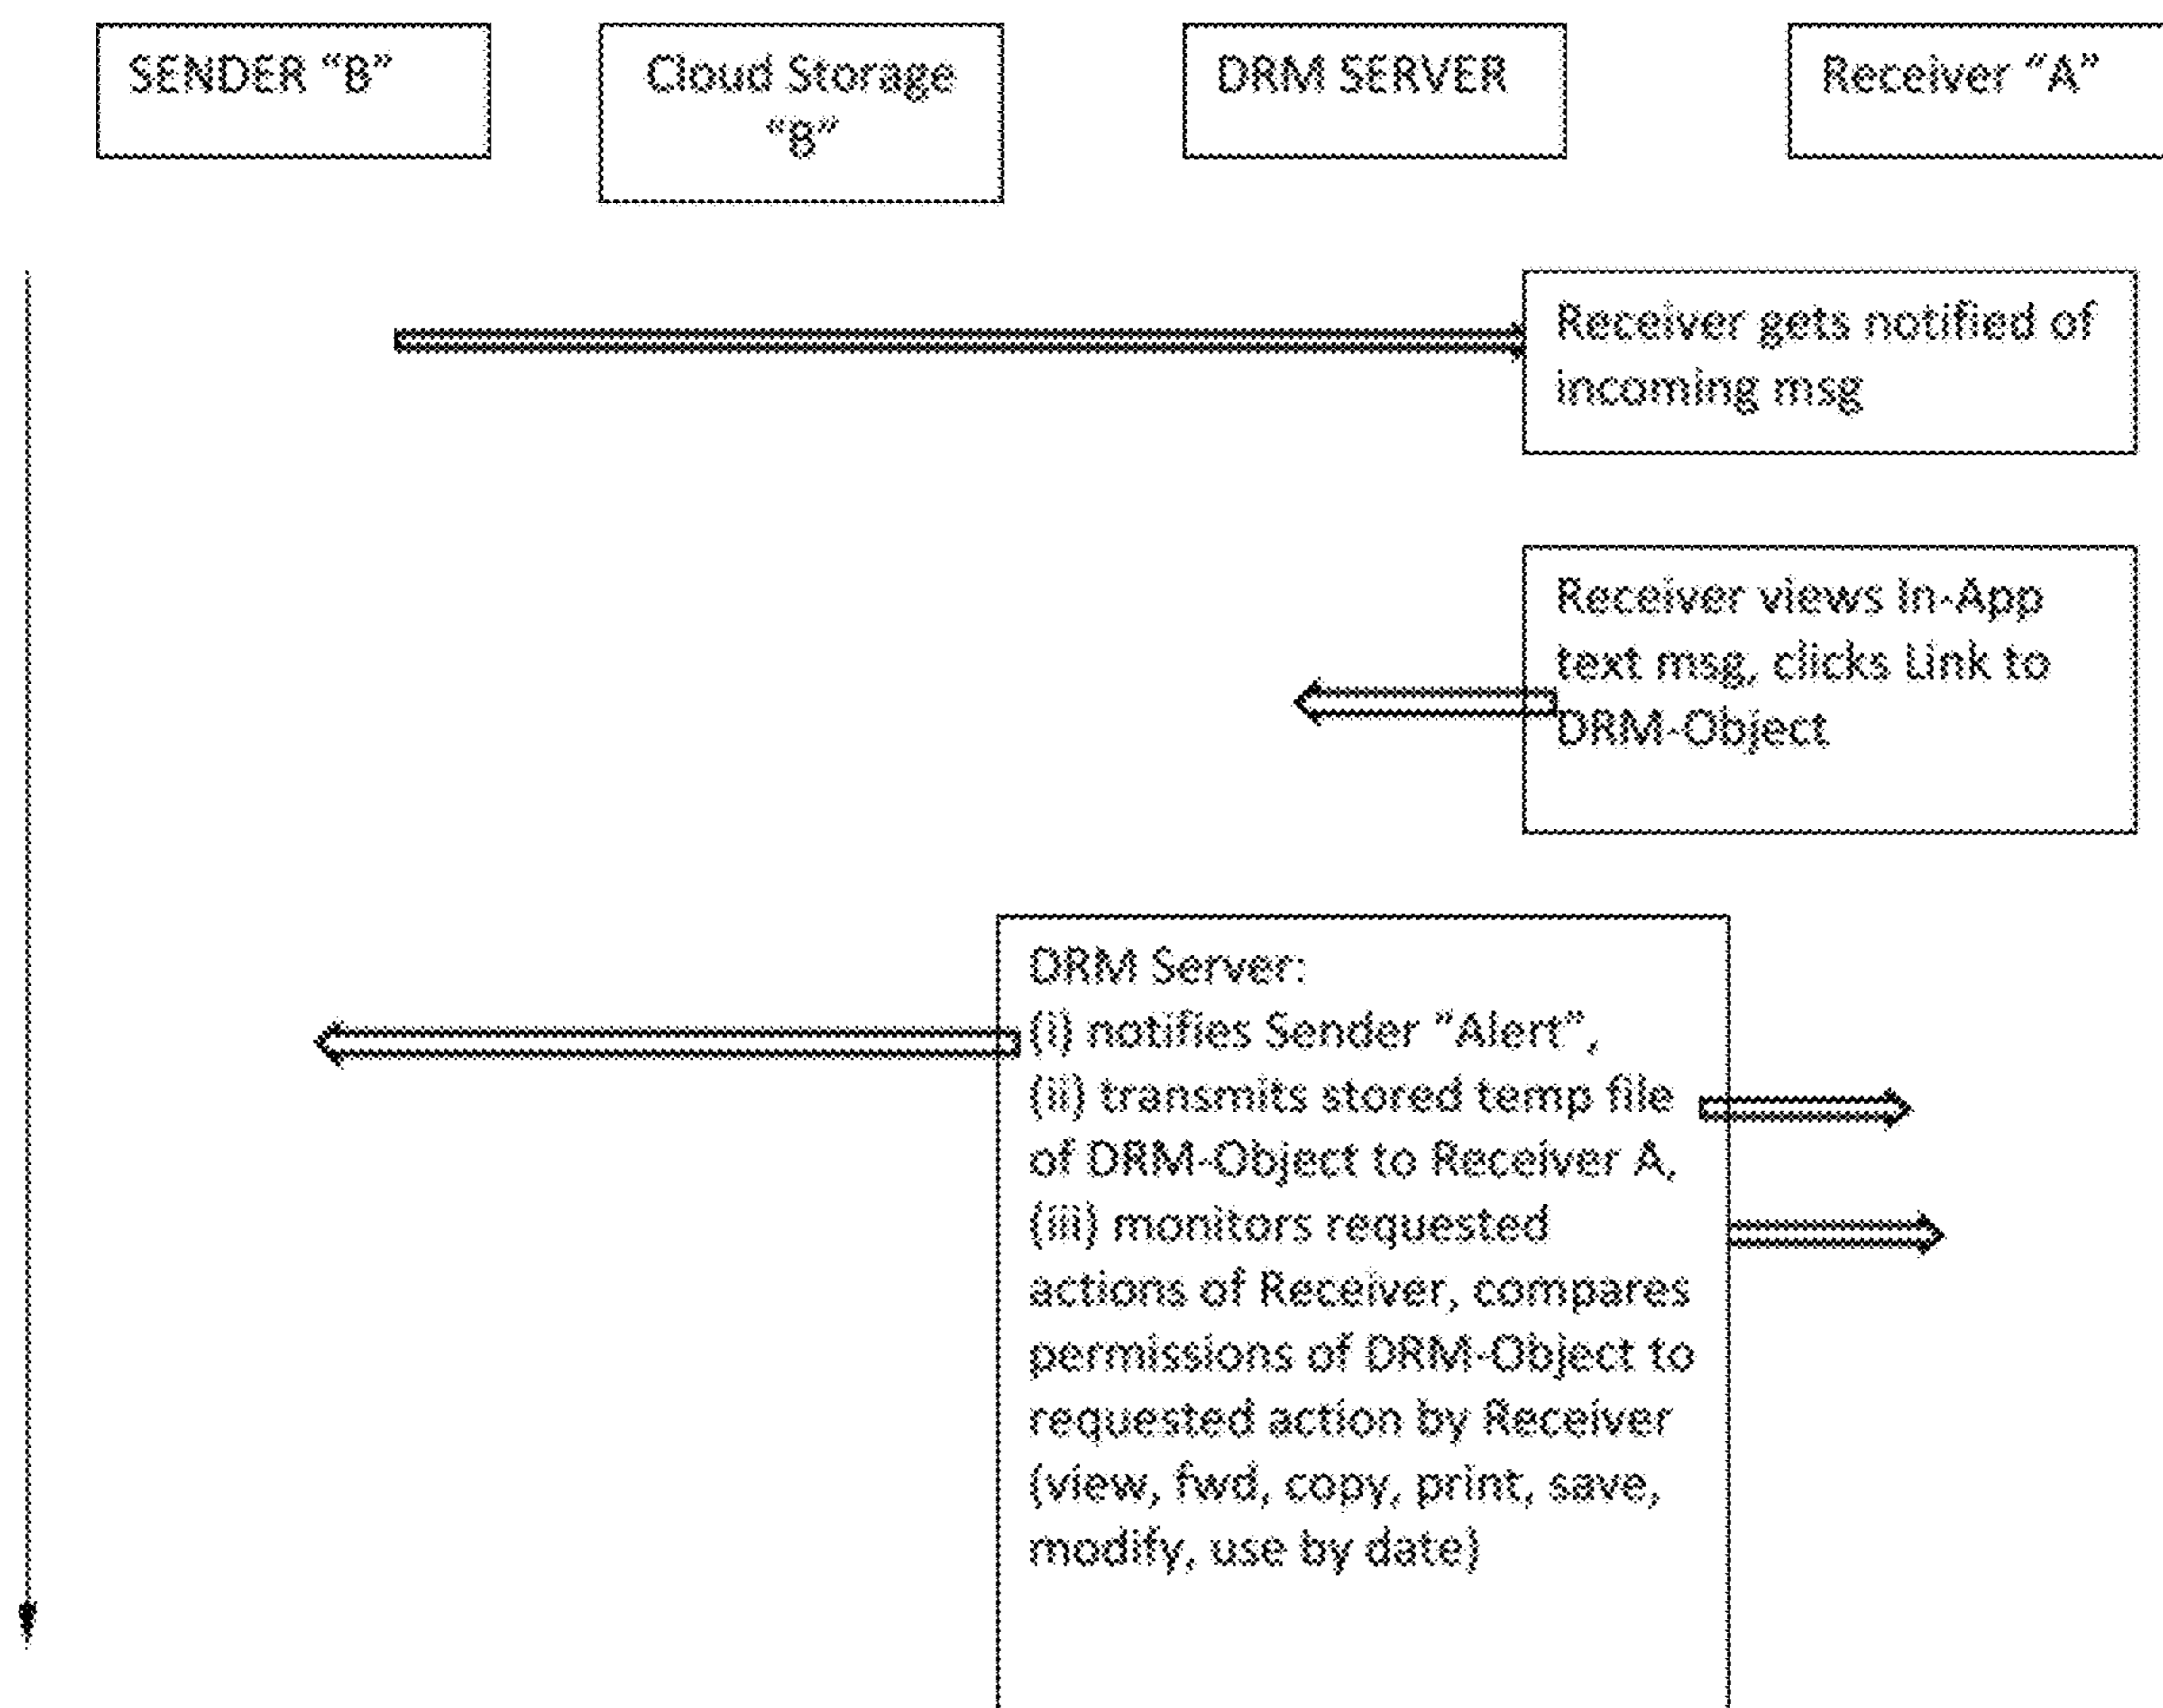 SENDER “B”
Cloud Storage
“B”
DRM SERVER
Receiver “A”
Receiver gets notified of
incoming msg
Receiver views In-App
text msg, clicks Link to
DRM-Object
DRM Server:
(i) notifies Sender “Alert”,
(ii) transmits stored temp file
of DRM-Object to Receiver A,
(iii) monitors requested
actions of Receiver, compares
permissions of DRM-Object to
requested action by Receiver
(view, fwd, copy, print, save,
modify, use by date)